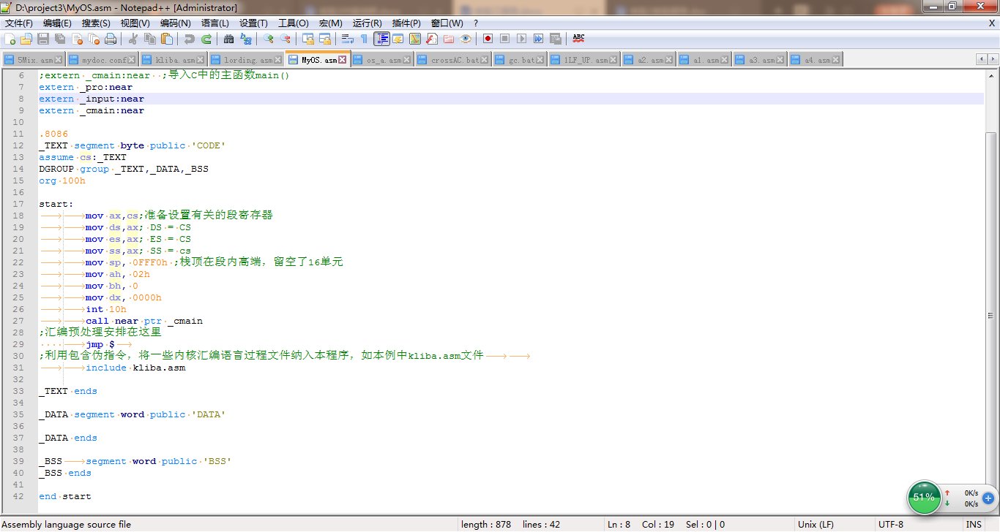 D:\project3\MyOS.asm - Notepad++ [Administrator]
文件(F) 编辑(E) 搜索(S) 视图(V) 编码(N) 语言(L) 设置(T) 工具(O) 宏(M) 运行(R) 插件(P) 窗口(W) ? X
5Mix.asm mydoc.conf kliba.asm lording.asm MyOS.asm os_a.asm crossAC.bat gc.bat 1LF_UP.asm a2.asm a1.asm a3.asm a4.asm
6 ;extern _cmain:near ;导入C中的主函数main()
7 extern _pro:near
8 extern _input:near
9 extern _cmain:near
10
11 .8086
12 _TEXT segment byte public 'CODE'
13 assume cs:_TEXT
14 DGROUP group _TEXT,_DATA,_BSS
15 org 100h
16
17 start:
18 mov ax,cs;准备设置有关的段寄存器
19 mov ds,ax; DS = CS
20 mov es,ax; ES = CS
21 mov ss,ax; SS = cs
22 mov sp, 0FFF0h ;栈顶在段内高端，留空了16单元
23 mov ah, 02h
24 mov bh, 0
25 mov dx, 0000h
26 int 10h
27 call near ptr _cmain
28 ;汇编预处理安排在这里
29 jmp $
30 ;利用包含伪指令，将一些内核汇编语言过程文件纳入本程序，如本例中kliba.asm文件
31 include kliba.asm
32
33 _TEXT ends
34
35 _DATA segment word public 'DATA'
36
37 _DATA ends
38
39 _BSS segment word public 'BSS'
40 _BSS ends
41
42 end start
51% 0K/s
0K/s
Assembly language source file length : 878 lines : 42 Ln : 8 Col : 19 Sel : 0 | 0 Unix (LF) UTF-8 INS